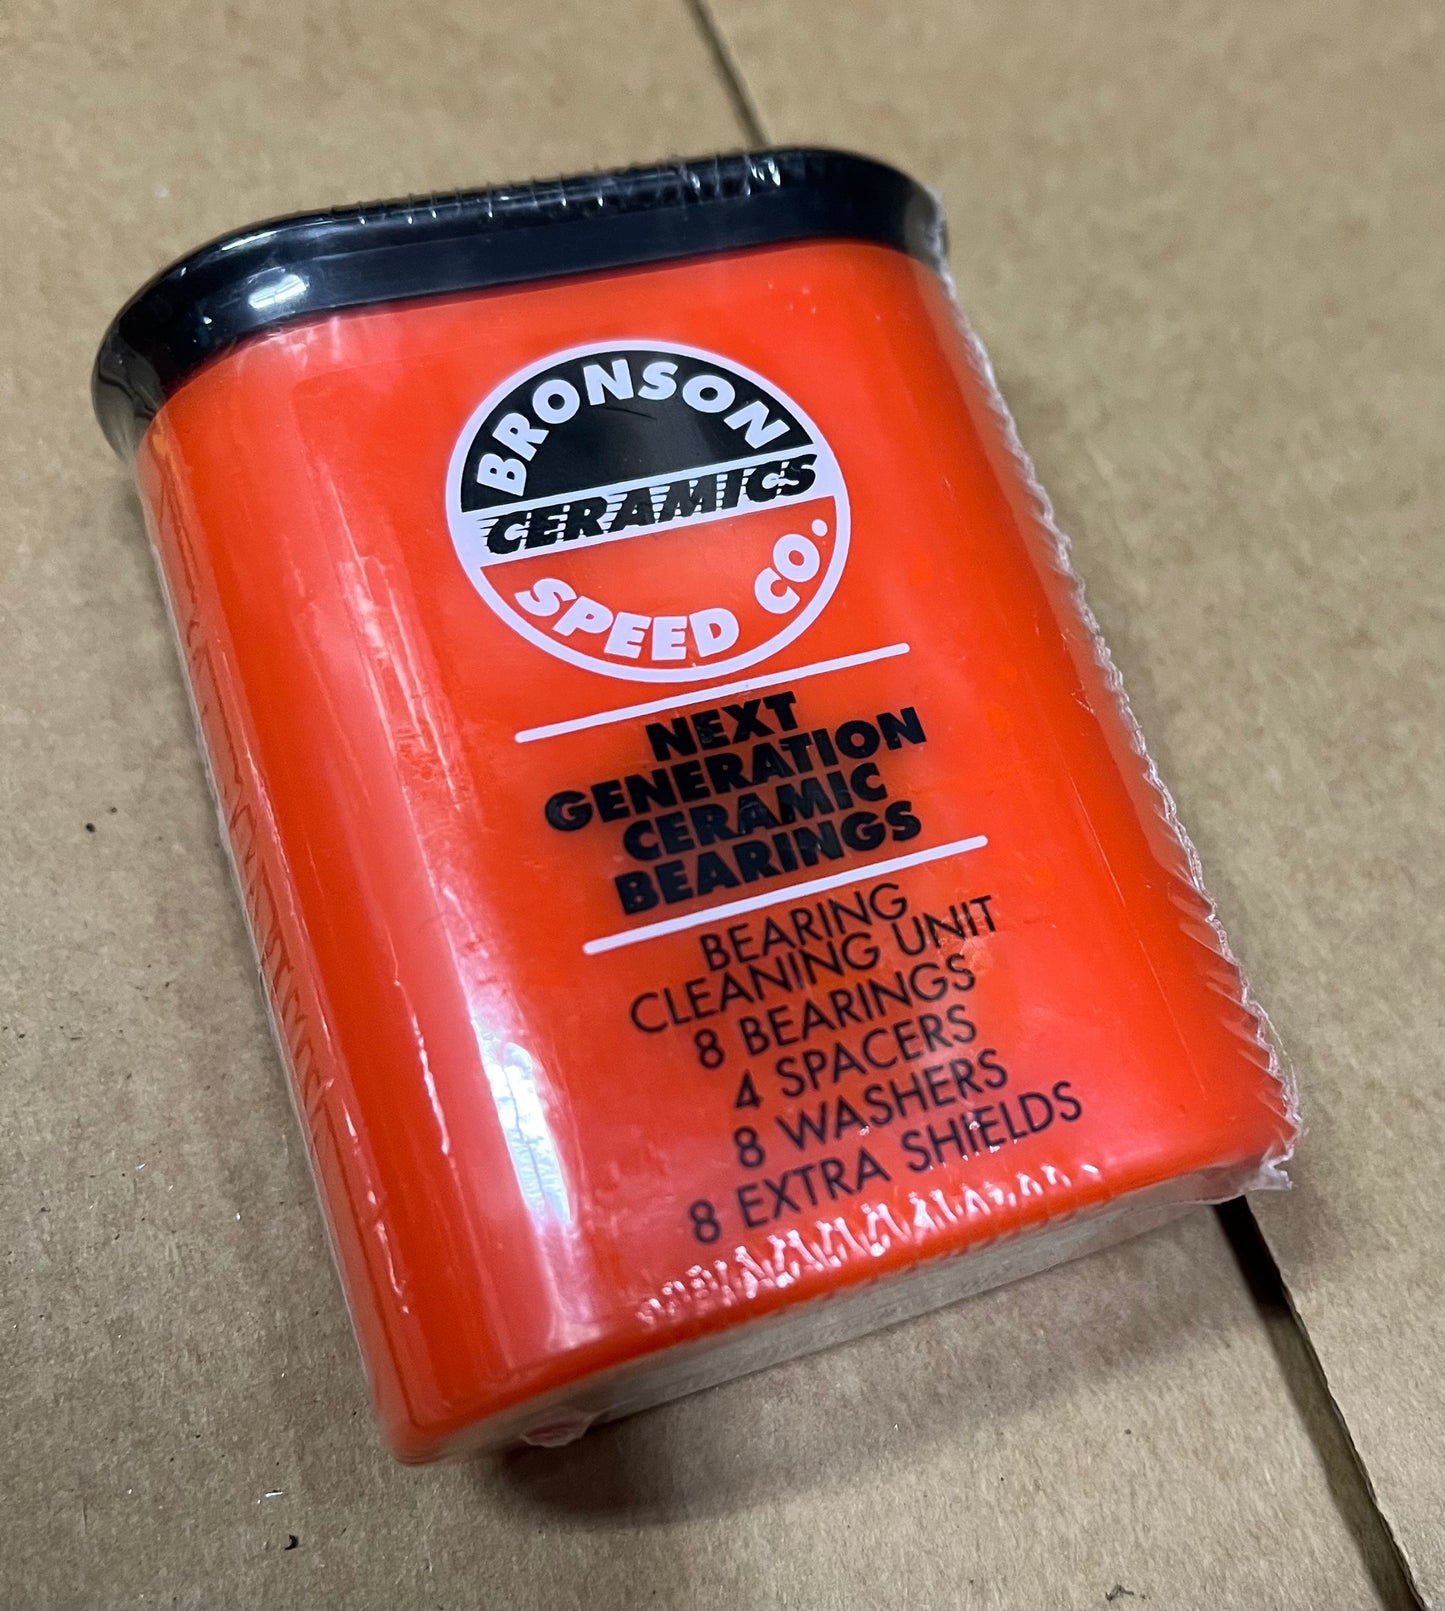 BRONSON
CERAMICS
SPEED CO.
NEXT
GENERATION
CERAMIC
BEARINGS
BEARING
CLEANING UNIT
8 BEARINGS
4 SPACERS
8 WASHERS
8 EXTRA SHIELDS